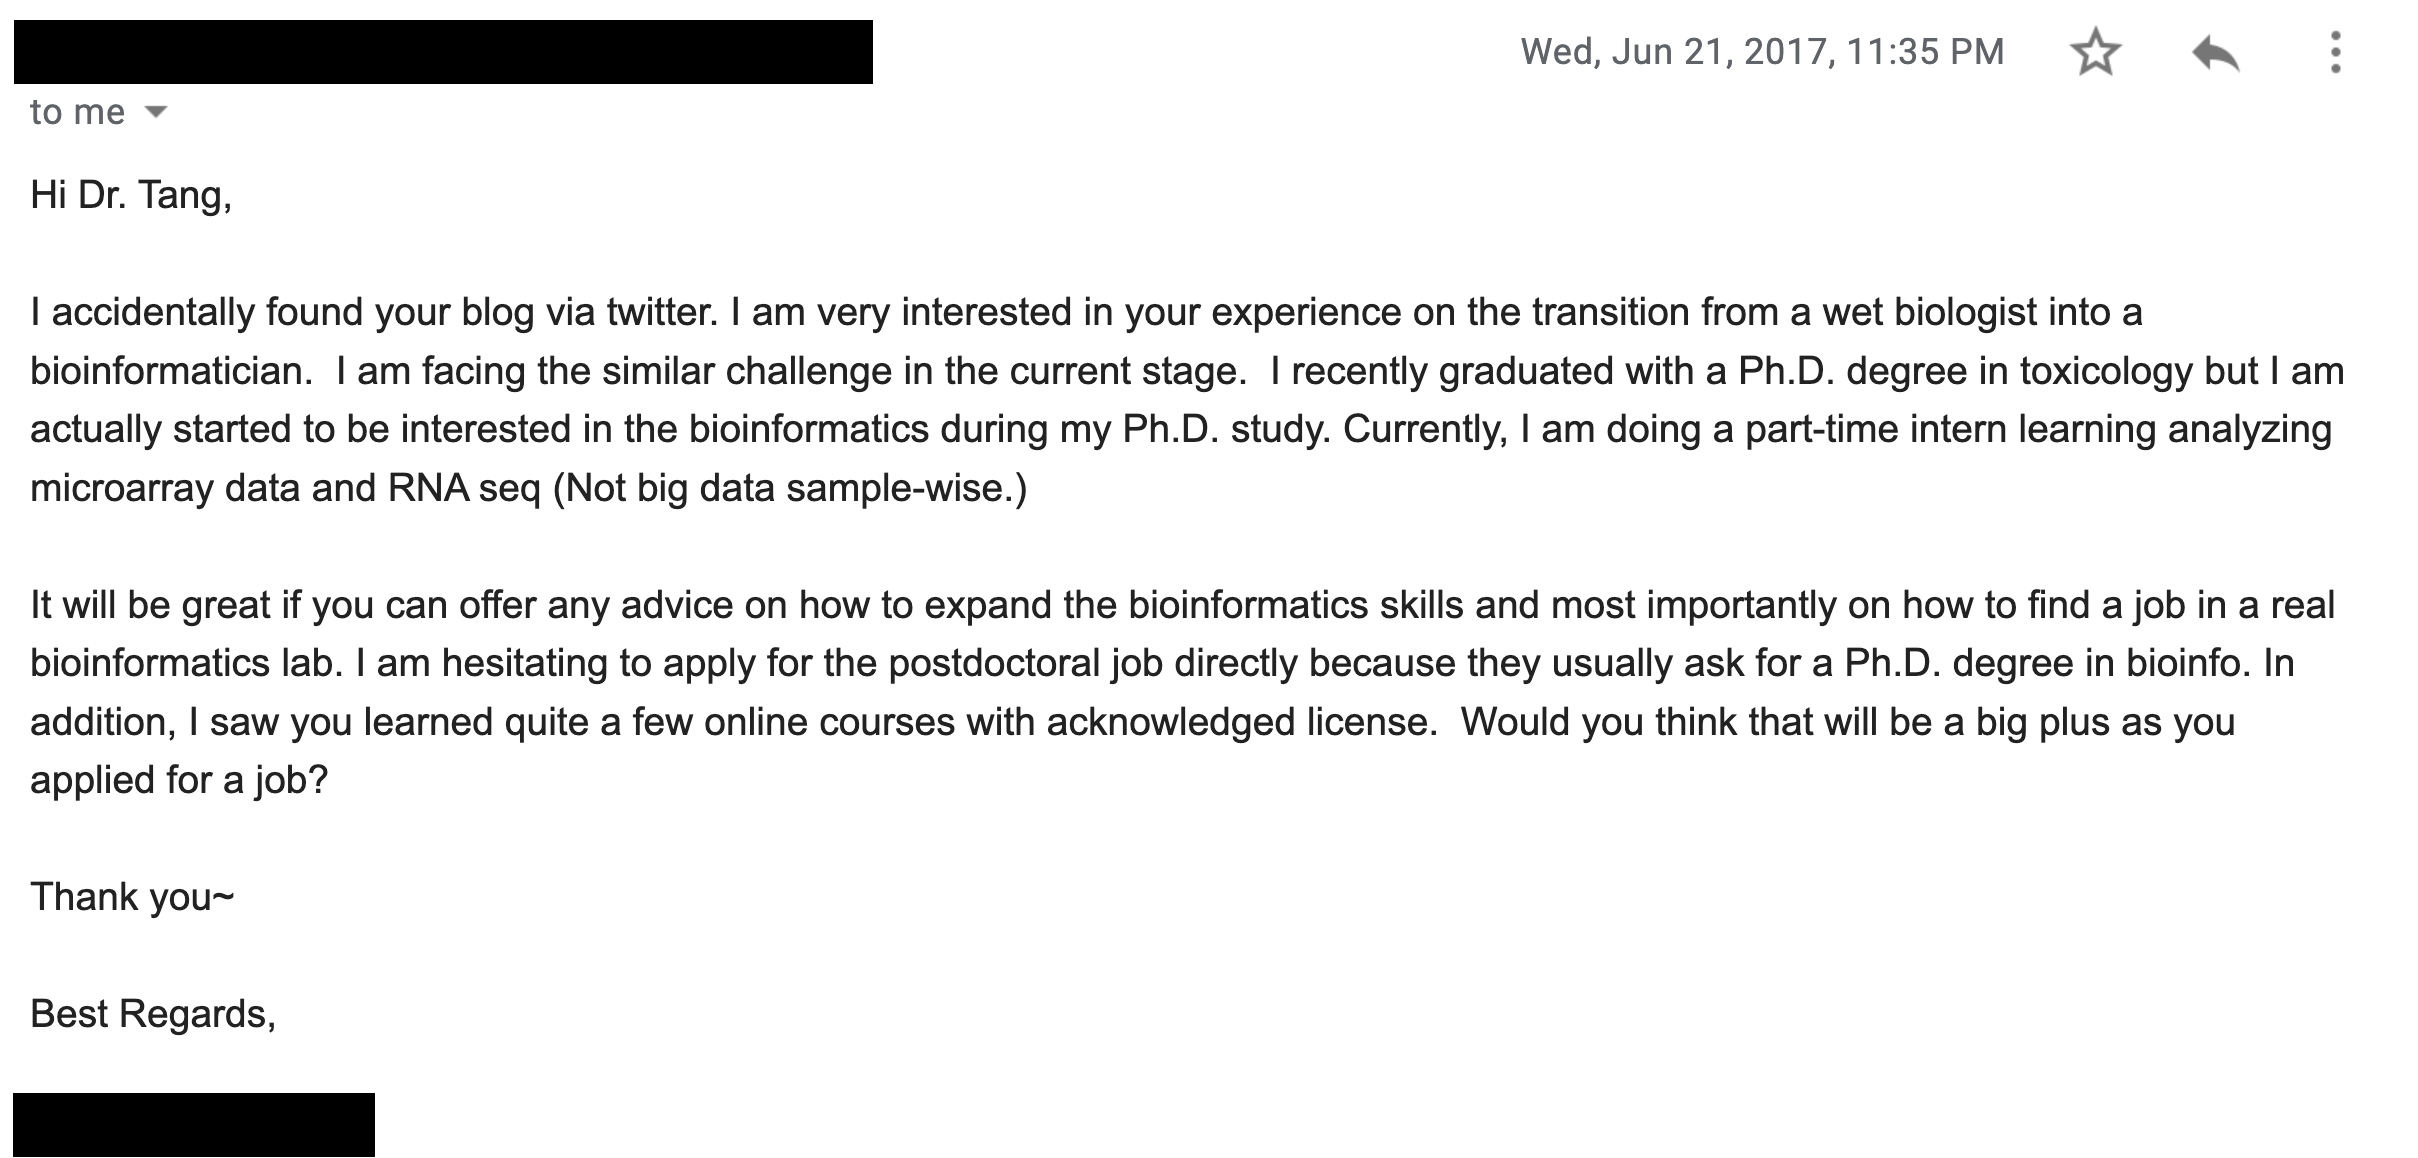 Wed, Jun 21, 2017, 11:35 PM
to me
Hi Dr. Tang,
I accidentally found your blog via twitter. I am very interested in your experience on the transition from a wet biologist into a
bioinformatician.  I am facing the similar challenge in the current stage.  I recently graduated with a Ph.D. degree in toxicology but I am
actually started to be interested in the bioinformatics during my Ph.D. study. Currently, I am doing a part-time intern learning analyzing
microarray data and RNA seq (Not big data sample-wise.)
It will be great if you can offer any advice on how to expand the bioinformatics skills and most importantly on how to find a job in a real
bioinformatics lab. I am hesitating to apply for the postdoctoral job directly because they usually ask for a Ph.D. degree in bioinfo. In
addition, I saw you learned quite a few online courses with acknowledged license.  Would you think that will be a big plus as you
applied for a job?
Thank you~
Best Regards,